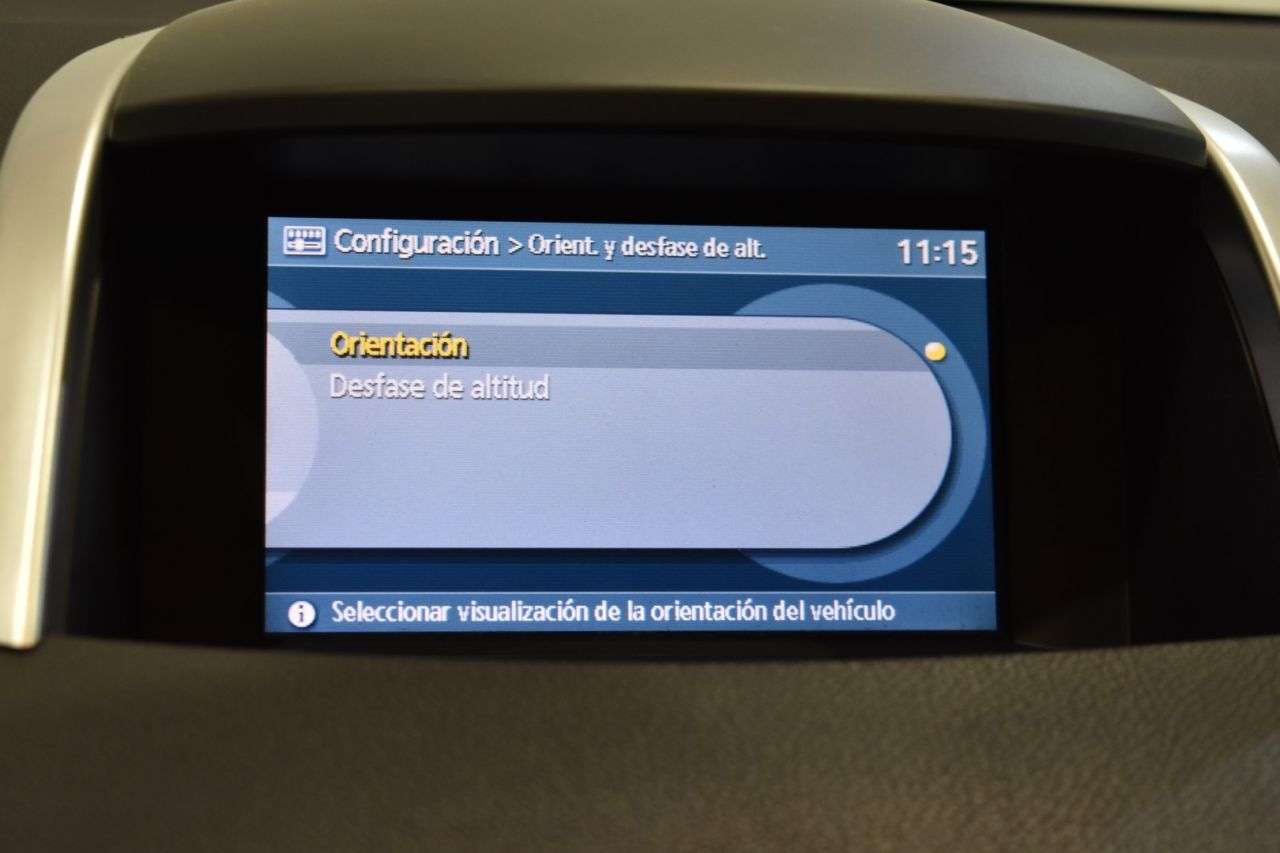 Configuración > Orient. y desfase de alt. 11:15
Orientación
Desfase de altitud
Seleccionar visualización de la orientación del vehículo